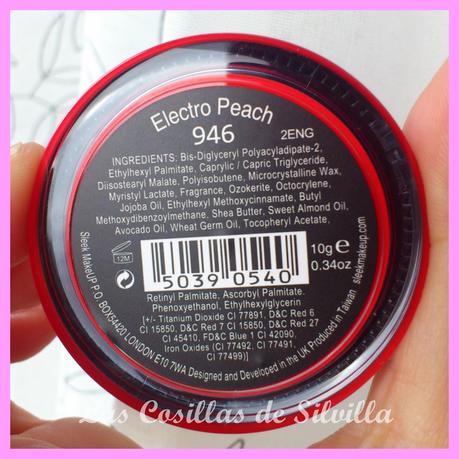 Electro Peach
946
2ENG
INGREDIENTS: Bis-Diglyceryl Polyacyladipate-2,
Ethylhexyl Palmitate, Caprylic / Capric Triglyceride,
Diisostearyl Malate, Polyisobutene, Microcrystalline Wax,
Myristyl Lactate, Fragrance, Ozokerite, Octocrylene,
Jojoba Oil, Ethylhexyl Methoxycinnamate, Butyl
Methoxydibenzoylmethane, Shea Butter, Sweet Almond Oil,
Avocado Oil, Wheat Germ Oil, Tocopheryl Acetate,
12M
5039 0540
10g e
0.34oz
Retinyl Palmitate, Ascorbyl Palmitate.
Phenoxyethanol, Ethylhexylglycerin
[+/- Titanium Dioxide CI 77891, D&C Red 6
CI 15850, D&C Red 7 CI 15850, D&C Red 27
CI 45410, FD&C Blue 1 CI 42090,
Iron Oxides (CI 77492, CI 77491,
CI 77499)]
Sleek MakeUP P.O. BOX54420, LONDON E10 7WA Designed and Developed in the UK Produced in Taiwan sleekmakeup.com
Las Cosillas de Silvilla